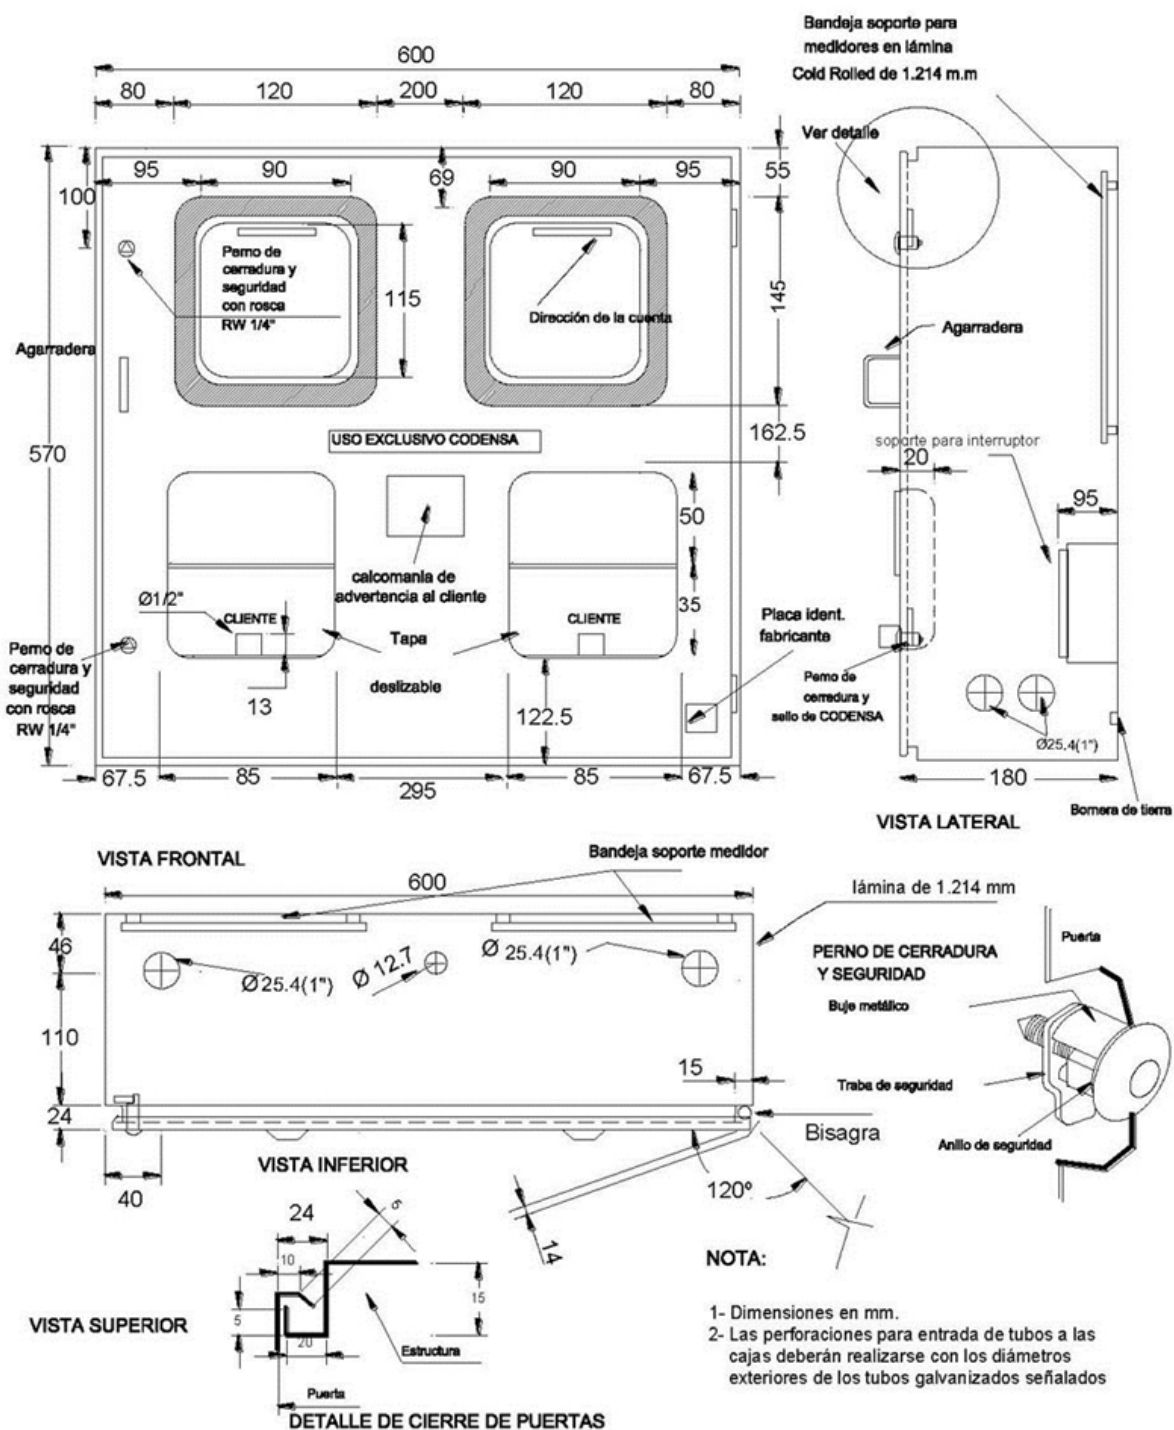 Bandeja soporte para
medidores en lámina
Cold Rolled de 1.214 m.m
600
80
120
200
120
80
Ver detalle
95
90
69
90
95
55
100
Perno de
cerradura y
seguridad
con rosca
RW 1/4"
115
Dirección de la cuenta
145
Agarradera
Agarradera
570
USO EXCLUSIVO CODENSA
162.5
soporte para interruptor
20
95
50
calcomania de
advertencia al cliente
Ø1/2"
CLIENTE
CLIENTE
35
Tapa
deslizable
Placa ident.
fabricante
Perno de
cerradura y
seguridad
con rosca
RW 1/4"
13
122.5
Perno de
cerradura y
sello de CODENSA
Ø25.4(1")
67.5
85
295
85
67.5
180
Bornera de tierra
VISTA LATERAL
VISTA FRONTAL
Bandeja soporte medidor
600
lámina de 1.214 mm
46
Ø25.4(1")
Ø 12.7
Ø 25.4(1")
110
15
24
Bisagra
40
VISTA INFERIOR
120º
14
PERNO DE CERRADURA
Y SEGURIDAD
Puerta
Buje metálico
Traba de seguridad
Anillo de seguridad
24
10
5
15
20
Estructura
Puerta
VISTA SUPERIOR
DETALLE DE CIERRE DE PUERTAS
NOTA:
1- Dimensiones en mm.
2- Las perforaciones para entrada de tubos a las
cajas deberán realizarse con los diámetros
exteriores de los tubos galvanizados señalados